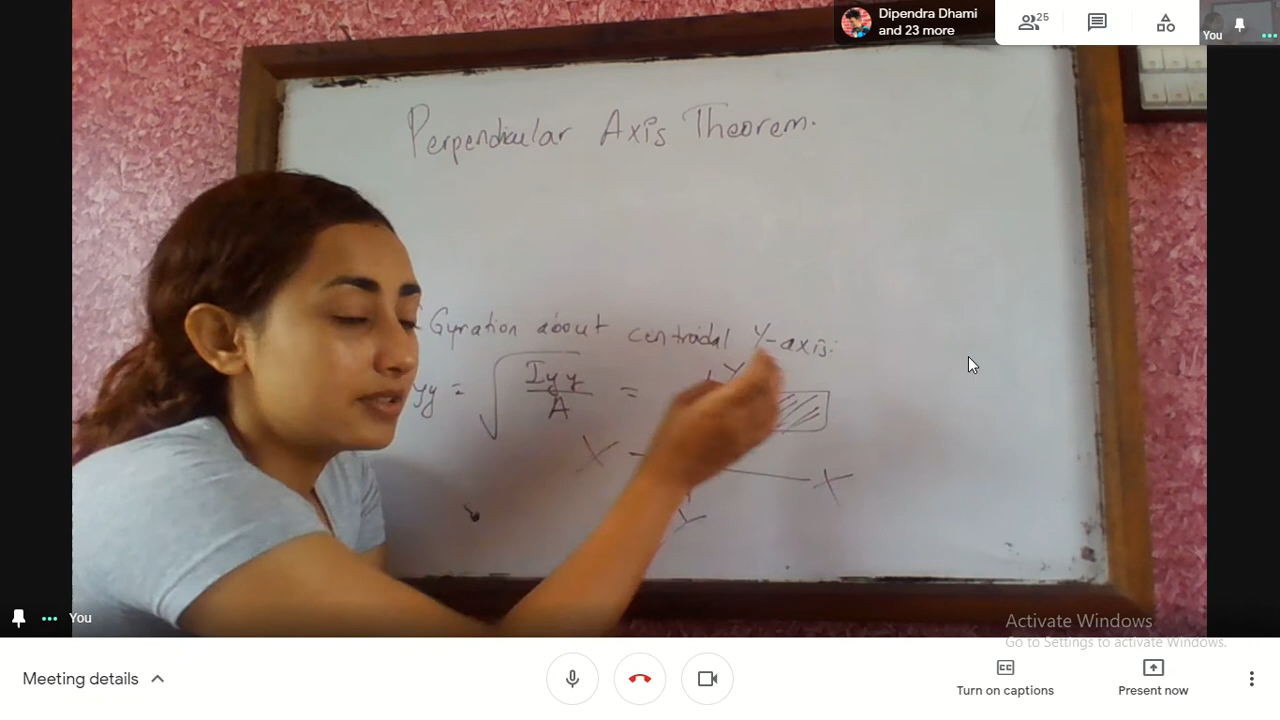 Dipendra Dhami
and 23 more
25
You
Perpendicular Axis Theorem.
Gyration about centroidal Y-axis:
yy = √ Iyy / A =
Y
X
X
Y
You
Activate Windows
Go to Settings to activate Windows.
Meeting details
Turn on captions
Present now